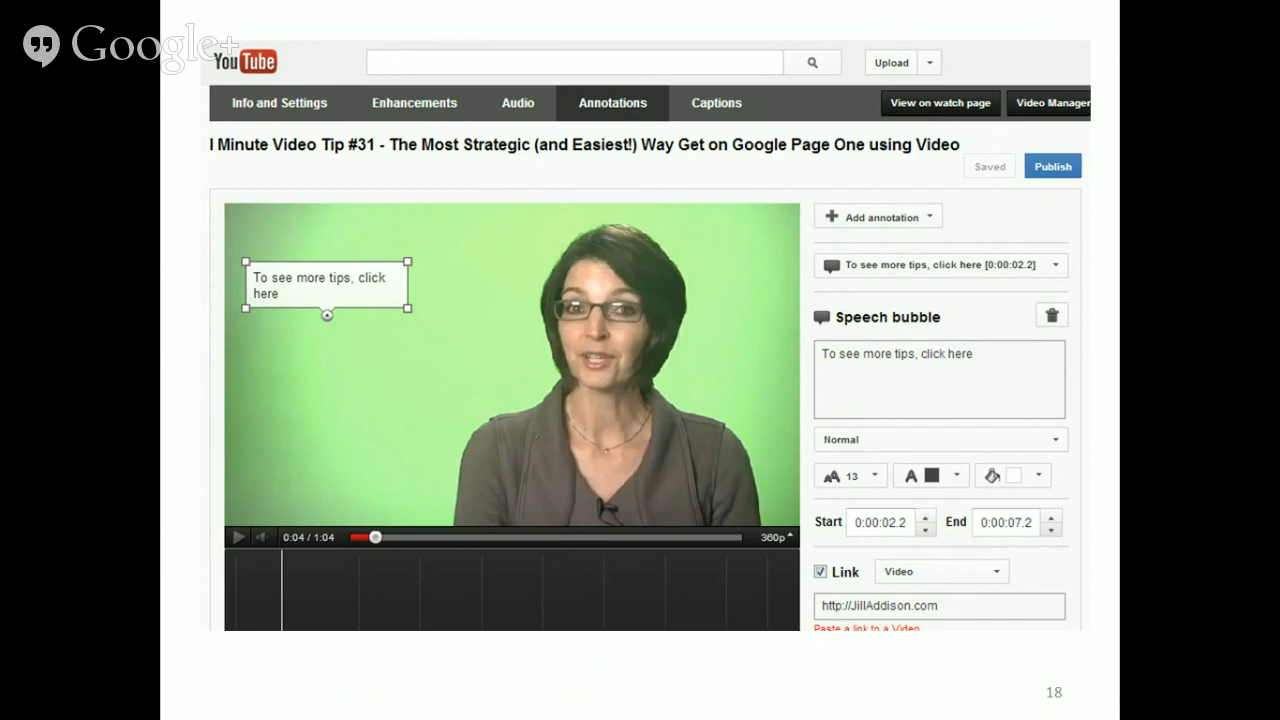 Google+
YouTube
Upload
Info and Settings Enhancements Audio Annotations Captions View on watch page Video Manager
1 Minute Video Tip #31 - The Most Strategic (and Easiest!) Way Get on Google Page One using Video
Saved Publish
Add annotation
To see more tips, click here [0:00:02.2]
To see more tips, click
here
Speech bubble
To see more tips, click here
Normal
AA 13 A
Start 0:00:02.2 End 0:00:07.2
0:04 / 1:04 360p
Link Video
http://JillAddison.com
Paste a link to a Video
18